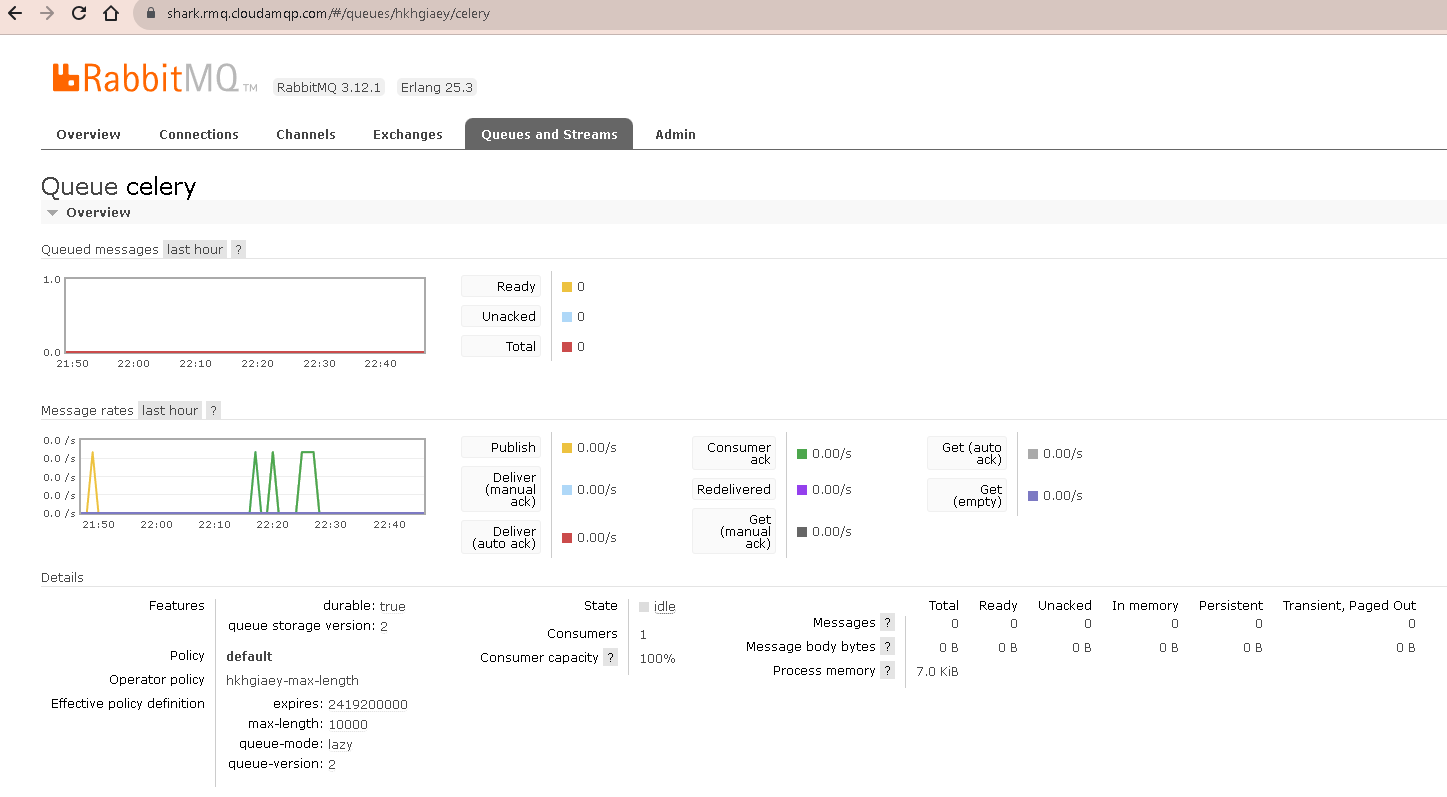 shark.rmq.cloudamqp.com/#/queues/hkhgiaey/celery
RabbitMQ TM RabbitMQ 3.12.1 Erlang 25.3
Overview Connections Channels Exchanges Queues and Streams Admin
Queue celery
Overview
Queued messages last hour ?
1.0
0.0
21:50 22:00 22:10 22:20 22:30 22:40
Ready 0
Unacked 0
Total 0
Message rates last hour ?
0.0 /s
0.0 /s
0.0 /s
0.0 /s
0.0 /s
21:50 22:00 22:10 22:20 22:30 22:40
Publish 0.00/s
Deliver
(manual
ack) 0.00/s
Deliver
(auto ack) 0.00/s
Consumer
ack 0.00/s
Redelivered 0.00/s
Get
(manual
ack) 0.00/s
Get (auto
ack) 0.00/s
Get
(empty) 0.00/s
Details
Features durable: true
queue storage version: 2
Policy default
Operator policy hkhgiaey-max-length
Effective policy definition expires: 2419200000
max-length: 10000
queue-mode: lazy
queue-version: 2
State idle
Consumers 1
Consumer capacity ? 100%
Total Ready Unacked In memory Persistent Transient, Paged Out
Messages ? 0 0 0 0 0 0
Message body bytes ? 0 B 0 B 0 B 0 B 0 B 0 B
Process memory ? 7.0 KiB